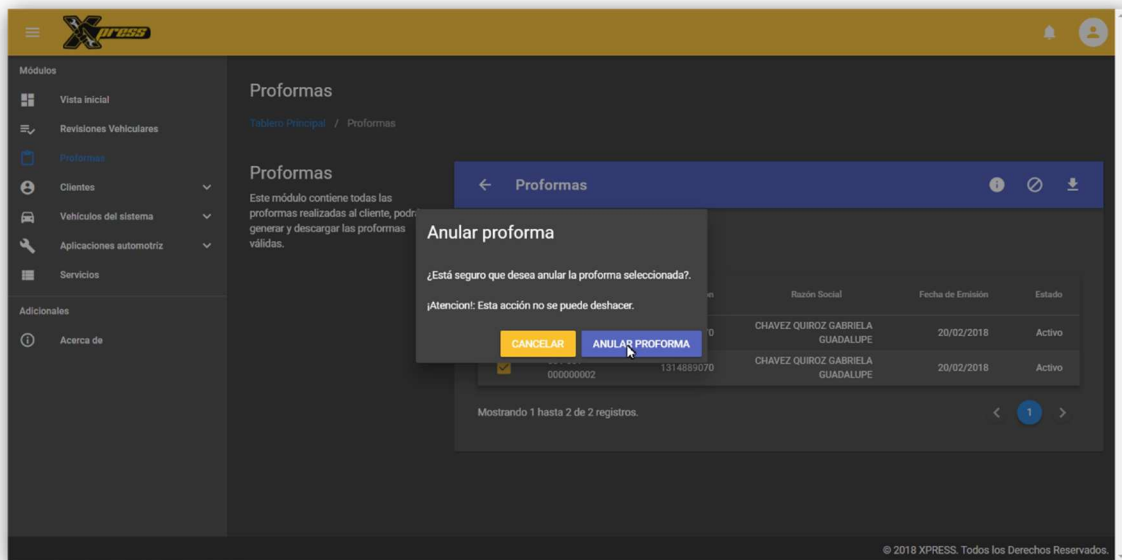 Xpress
Módulos
Vista inicial
Revisiones Vehiculares
Proformas
Clientes
Vehículos del sistema
Aplicaciones automotriz
Servicios
Adicionales
Acerca de
Proformas
Tablero Principal / Proformas
Proformas
Este módulo contiene todas las
proformas realizadas al cliente,
generar y descargar las proformas
válidas.
Proformas
Anular proforma
¿Está seguro que desea anular la proforma seleccionada?.
¡Atencion!: Esta acción no se puede deshacer.
CANCELAR ANULAR PROFORMA
Razón Social Fecha de Emisión Estado
CHAVEZ QUIROZ GABRIELA
GUADALUPE 20/02/2018 Activo
000000002 1314889070 CHAVEZ QUIROZ GABRIELA
GUADALUPE 20/02/2018 Activo
Mostrando 1 hasta 2 de 2 registros.
1
© 2018 XPRESS. Todos los Derechos Reservados.